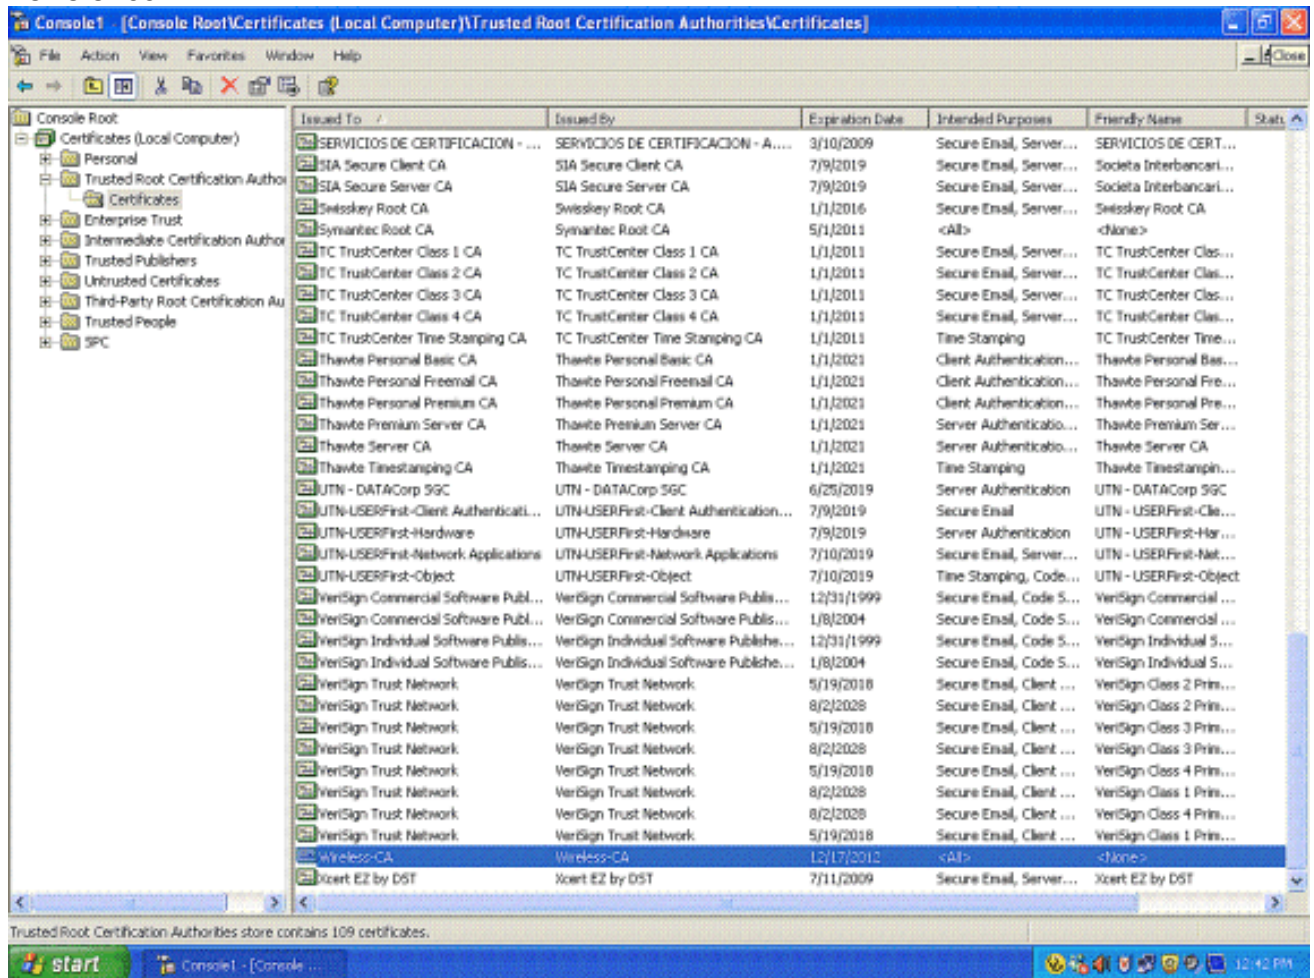 Console1 - [Console Root\Certificates (Local Computer)\Trusted Root Certification Authorities\Certificates]
File Action View Favorites Window Help
Close
Console Root
Certificates (Local Computer)
Personal
Trusted Root Certification Author
Certificates
Enterprise Trust
Intermediate Certification Author
Trusted Publishers
Untrusted Certificates
Third-Party Root Certification Au
Trusted People
SPC
Issued To Issued By Expiration Date Intended Purposes Friendly Name Statu
SERVICIOS DE CERTIFICACION - ... SERVICIOS DE CERTIFICACION - A.... 3/10/2009 Secure Email, Server... SERVICIOS DE CERT...
SIA Secure Client CA SIA Secure Client CA 7/9/2019 Secure Email, Server... Societa Interbancari...
SIA Secure Server CA SIA Secure Server CA 7/9/2019 Secure Email, Server... Societa Interbancari...
Swisskey Root CA Swisskey Root CA 1/1/2016 Secure Email, Server... Swisskey Root CA
Symantec Root CA Symantec Root CA 5/1/2011 <All> <None>
TC TrustCenter Class 1 CA TC TrustCenter Class 1 CA 1/1/2011 Secure Email, Server... TC TrustCenter Clas...
TC TrustCenter Class 2 CA TC TrustCenter Class 2 CA 1/1/2011 Secure Email, Server... TC TrustCenter Clas...
TC TrustCenter Class 3 CA TC TrustCenter Class 3 CA 1/1/2011 Secure Email, Server... TC TrustCenter Clas...
TC TrustCenter Class 4 CA TC TrustCenter Class 4 CA 1/1/2011 Secure Email, Server... TC TrustCenter Clas...
TC TrustCenter Time Stamping CA TC TrustCenter Time Stamping CA 1/1/2011 Time Stamping TC TrustCenter Time...
Thawte Personal Basic CA Thawte Personal Basic CA 1/1/2021 Client Authentication... Thawte Personal Bas...
Thawte Personal Freemail CA Thawte Personal Freemail CA 1/1/2021 Client Authentication... Thawte Personal Fre...
Thawte Personal Premium CA Thawte Personal Premium CA 1/1/2021 Client Authentication... Thawte Personal Pre...
Thawte Premium Server CA Thawte Premium Server CA 1/1/2021 Server Authenticatio... Thawte Premium Ser...
Thawte Server CA Thawte Server CA 1/1/2021 Server Authenticatio... Thawte Server CA
Thawte Timestamping CA Thawte Timestamping CA 1/1/2021 Time Stamping Thawte Timestampin...
UTN - DATACorp SGC UTN - DATACorp SGC 6/25/2019 Server Authentication UTN - DATACorp SGC
UTN-USERFirst-Client Authenticati... UTN-USERFirst-Client Authentication... 7/9/2019 Secure Email UTN - USERFirst-Clie...
UTN-USERFirst-Hardware UTN-USERFirst-Hardware 7/9/2019 Server Authentication UTN - USERFirst-Har...
UTN-USERFirst-Network Applications UTN-USERFirst-Network Applications 7/10/2019 Secure Email, Server... UTN - USERFirst-Net...
UTN-USERFirst-Object UTN-USERFirst-Object 7/10/2019 Time Stamping, Code... UTN - USERFirst-Object
VeriSign Commercial Software Publ... VeriSign Commercial Software Publis... 12/31/1999 Secure Email, Code S... VeriSign Commercial ...
VeriSign Commercial Software Publ... VeriSign Commercial Software Publis... 1/8/2004 Secure Email, Code S... VeriSign Commercial ...
VeriSign Individual Software Publis... VeriSign Individual Software Publishe... 12/31/1999 Secure Email, Code S... VeriSign Individual S...
VeriSign Individual Software Publis... VeriSign Individual Software Publishe... 1/8/2004 Secure Email, Code S... VeriSign Individual S...
VeriSign Trust Network VeriSign Trust Network 5/19/2018 Secure Email, Client ... VeriSign Class 2 Prim...
VeriSign Trust Network VeriSign Trust Network 8/2/2028 Secure Email, Client ... VeriSign Class 2 Prim...
VeriSign Trust Network VeriSign Trust Network 5/19/2018 Secure Email, Client ... VeriSign Class 3 Prim...
VeriSign Trust Network VeriSign Trust Network 8/2/2028 Secure Email, Client ... VeriSign Class 3 Prim...
VeriSign Trust Network VeriSign Trust Network 5/19/2018 Secure Email, Client ... VeriSign Class 4 Prim...
VeriSign Trust Network VeriSign Trust Network 8/2/2028 Secure Email, Client ... VeriSign Class 1 Prim...
VeriSign Trust Network VeriSign Trust Network 8/2/2028 Secure Email, Client ... VeriSign Class 4 Prim...
VeriSign Trust Network VeriSign Trust Network 5/19/2018 Secure Email, Client ... VeriSign Class 1 Prim...
Wireless-CA Wireless-CA 12/17/2012 <All> <None>
Xcert EZ by DST Xcert EZ by DST 7/11/2009 Secure Email, Server... Xcert EZ by DST
Trusted Root Certification Authorities store contains 109 certificates.
start Console1 - [Console ... 12:42 PM